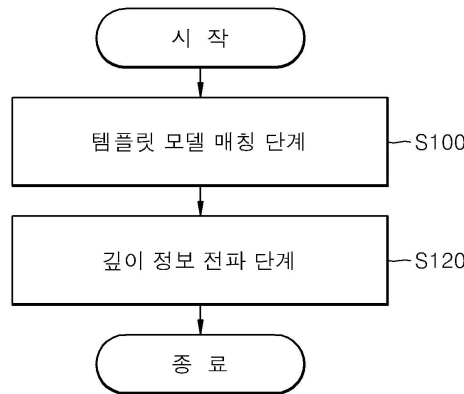 시 작
템플릿 모델 매칭 단계
S100
깊이 정보 전파 단계
S120
종 료